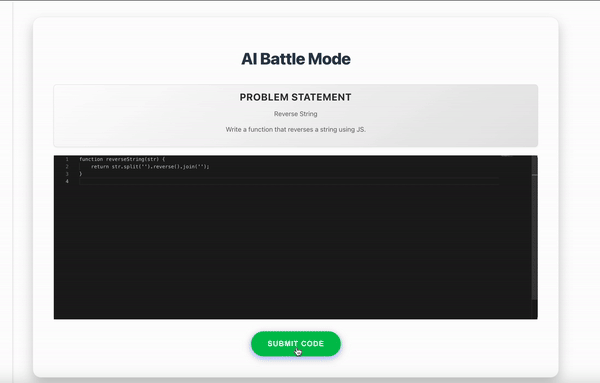 AI Battle Mode
PROBLEM STATEMENT
Reverse String
Write a function that reverses a string using JS.
1 function reverseString(str) {
2     return str.split('').reverse().join('');
3 }
4
SUBMIT CODE